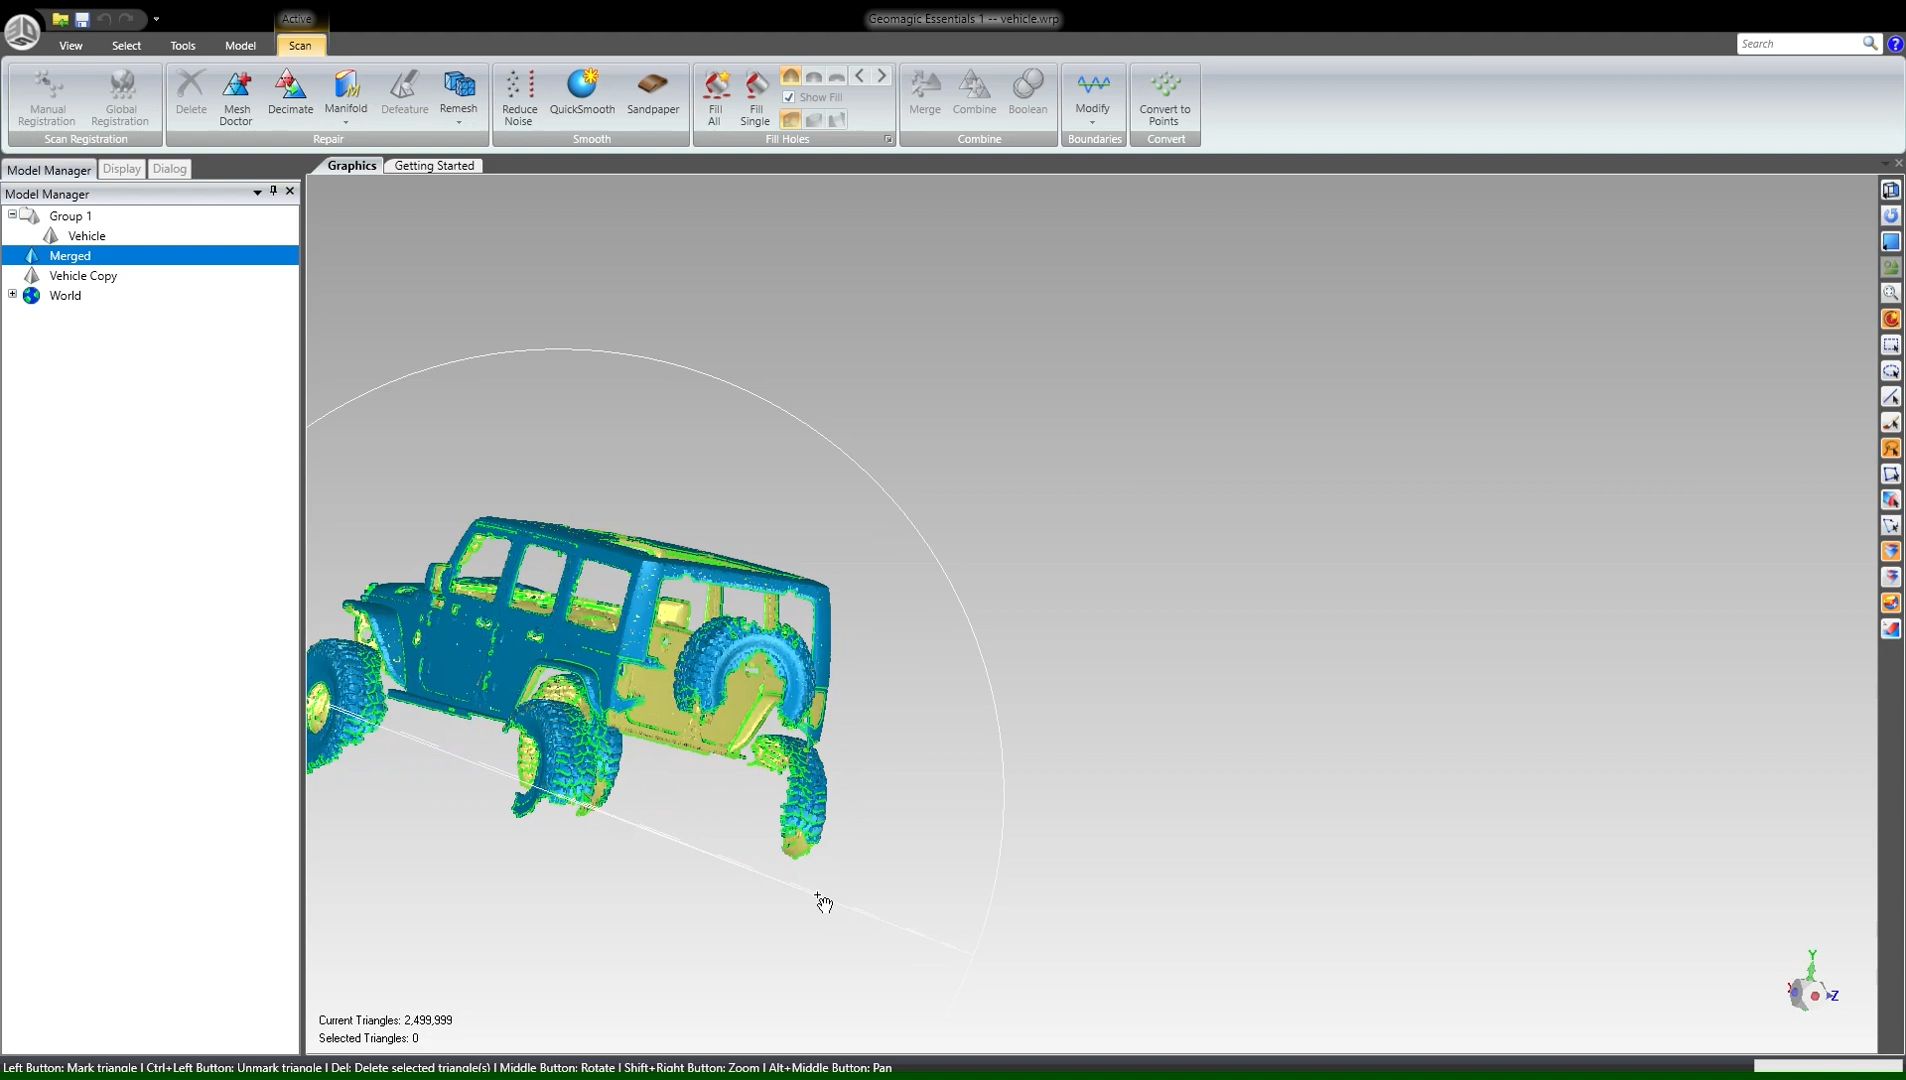 Active
Geomagic Essentials 1 -- vehicle.wrp
View Select Tools Model Scan
Search
Manual Registration
Global Registration
Scan Registration
Delete
Mesh Doctor
Decimate
Manifold
Defeature
Remesh
Repair
Reduce Noise
QuickSmooth
Sandpaper
Smooth
Fill All
Fill Single
Show Fill
Fill Holes
Merge
Combine
Boolean
Combine
Modify
Boundaries
Convert to Points
Convert
Model Manager Display Dialog
Graphics Getting Started
Model Manager
Group 1
Vehicle
Merged
Vehicle Copy
World
Y
Z
Current Triangles: 2,499,999
Selected Triangles: 0
Left Button: Mark triangle | Ctrl+Left Button: Unmark triangle | Del: Delete selected triangle(s) | Middle Button: Rotate | Shift+Right Button: Zoom | Alt+Middle Button: Pan